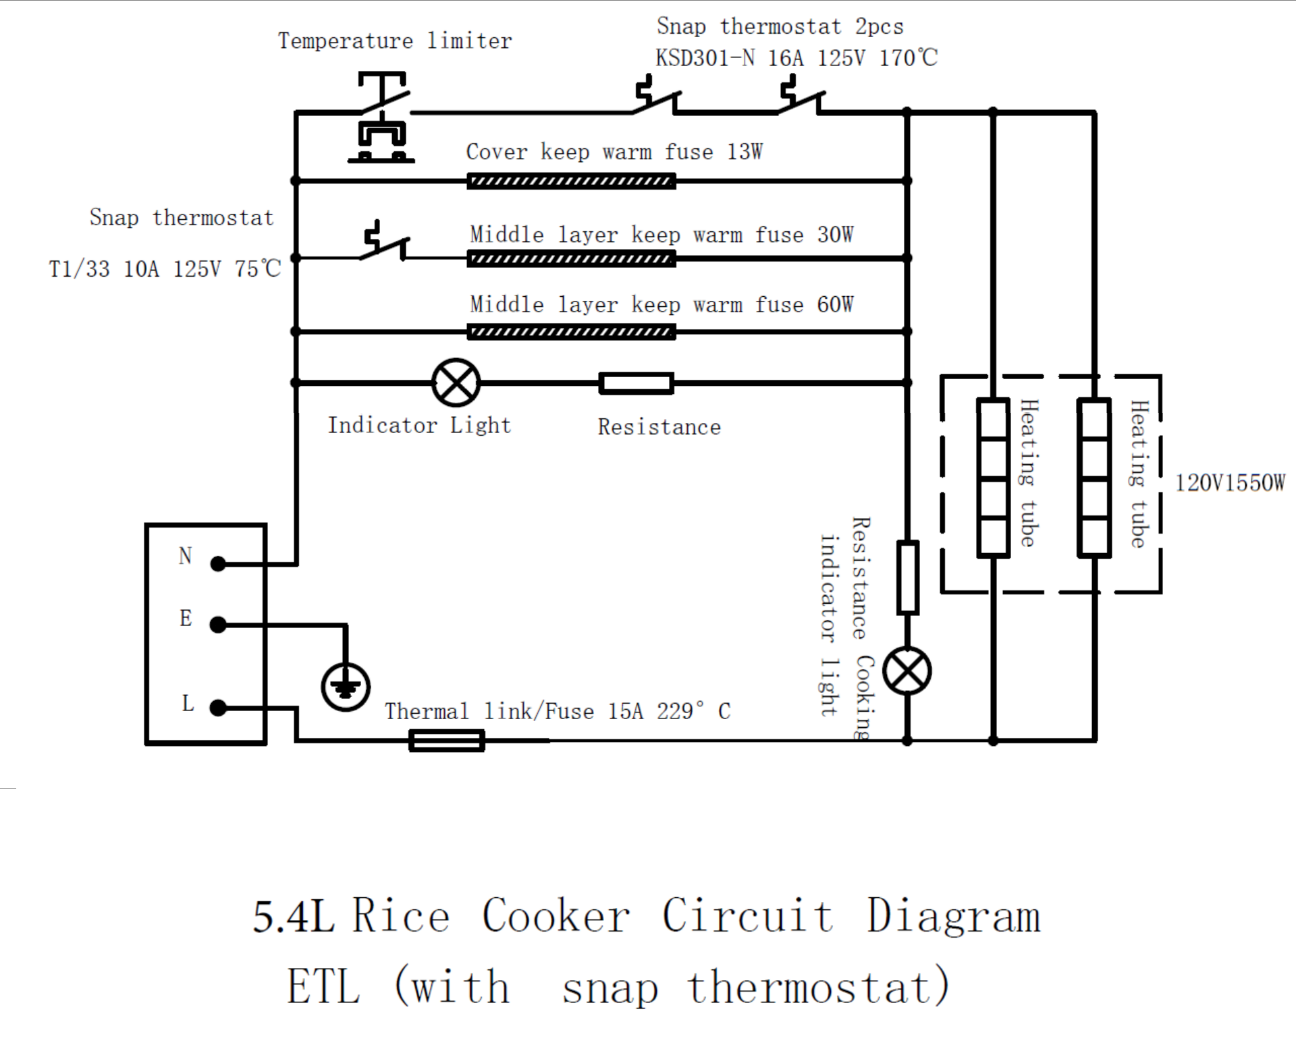 Snap thermostat 2pcs
Temperature limiter
KSD301-N 16A 125V 170℃
Cover keep warm fuse 13W
Snap thermostat
Middle layer keep warm fuse 30W
T1/33 10A 125V 75℃
Middle layer keep warm fuse 60W
Indicator Light
Resistance
Heating tube
Heating tube
120V1550W
Resistance Cooking
indicator light
N
E
L
Thermal link/Fuse 15A 229° C
5.4L Rice Cooker Circuit Diagram
ETL (with snap thermostat)